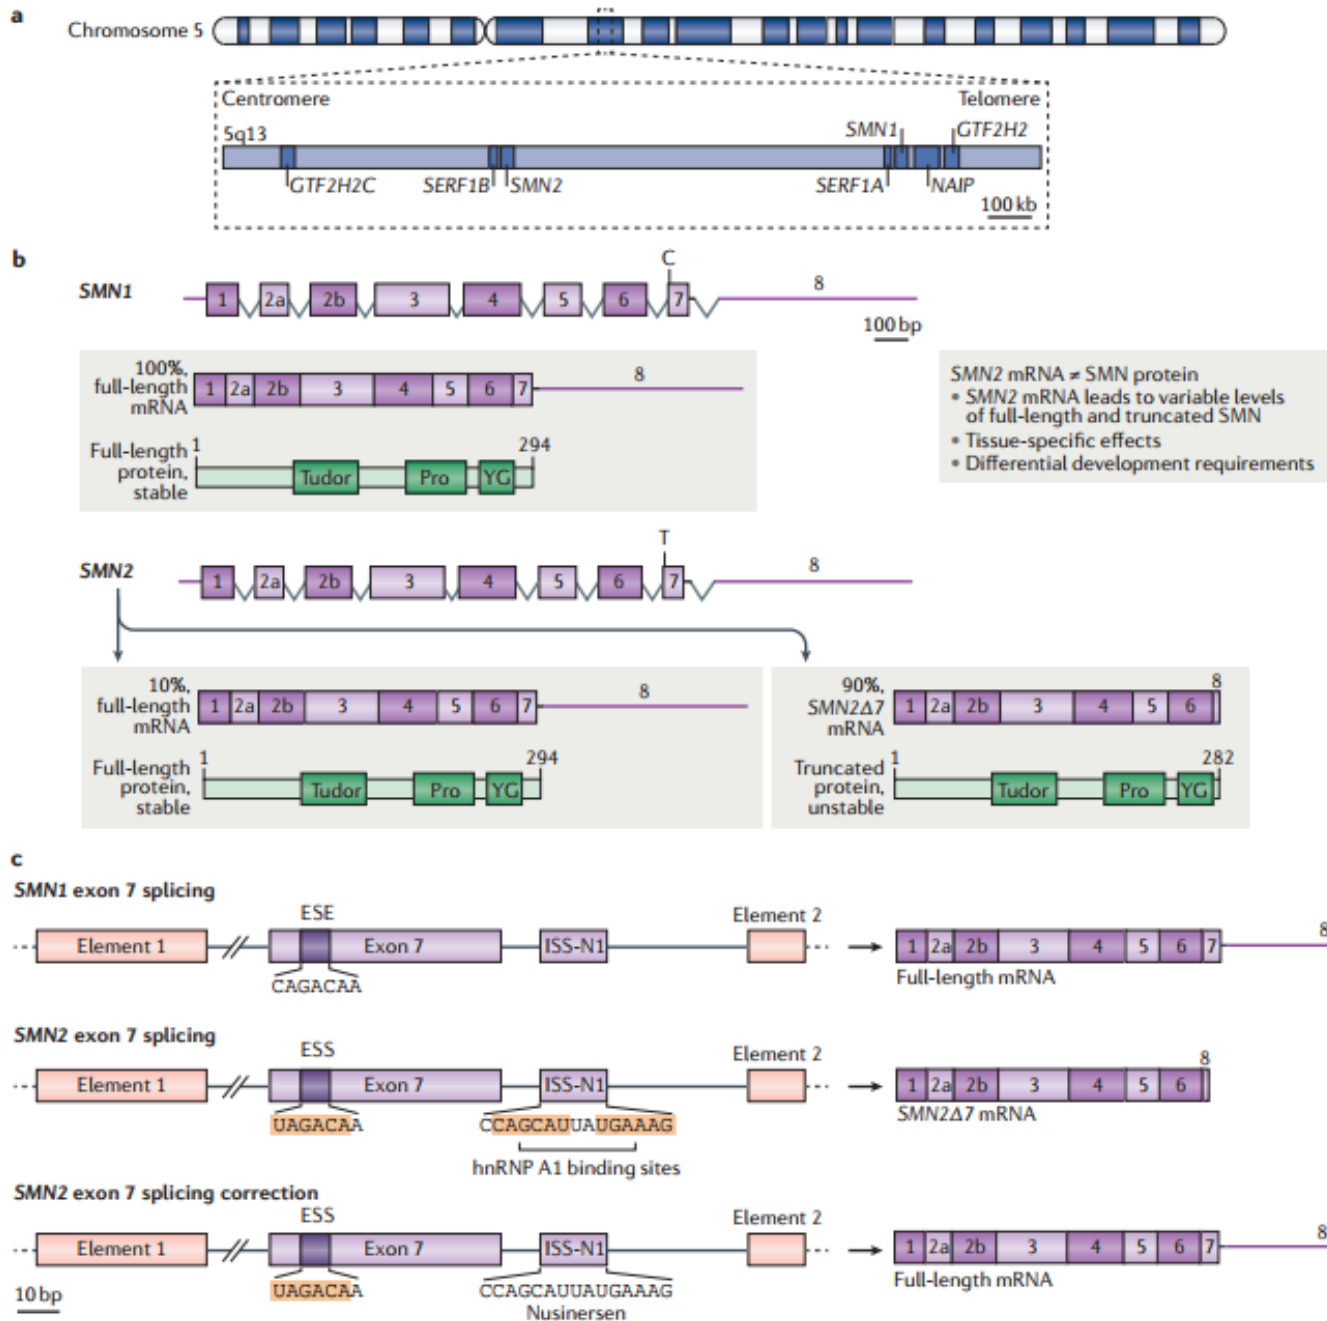 a
Chromosome 5
Centromere
Telomere
5q13
SMN1
GTF2H2
GTF2H2C
SERF1B
SMN2
SERF1A
NAIP
100 kb
b
SMN1
1 2a 2b 3 4 5 6 7
C
8
100 bp
100%,
full-length
mRNA
1 2a 2b 3 4 5 6 7
8
Full-length
protein,
stable
1
294
Tudor Pro YG
SMN2 mRNA ≠ SMN protein
• SMN2 mRNA leads to variable levels
of full-length and truncated SMN
• Tissue-specific effects
• Differential development requirements
SMN2
1 2a 2b 3 4 5 6 7
T
8
10%,
full-length
mRNA
1 2a 2b 3 4 5 6 7
8
Full-length
protein,
stable
1
294
Tudor Pro YG
90%,
SMN2Δ7
mRNA
1 2a 2b 3 4 5 6
8
Truncated
protein,
unstable
1
282
Tudor Pro YG
c
SMN1 exon 7 splicing
Element 1
ESE
Exon 7
CAGACAA
ISS-N1
Element 2
1 2a 2b 3 4 5 6 7
8
Full-length mRNA
SMN2 exon 7 splicing
Element 1
ESS
Exon 7
UAGACAA
ISS-N1
CCAGCAUUAUGAAAG
hnRNP A1 binding sites
Element 2
1 2a 2b 3 4 5 6
8
SMN2Δ7 mRNA
SMN2 exon 7 splicing correction
Element 1
ESS
Exon 7
UAGACAA
ISS-N1
CCAGCAUUAUGAAAG
Nusinersen
Element 2
1 2a 2b 3 4 5 6 7
8
Full-length mRNA
10 bp